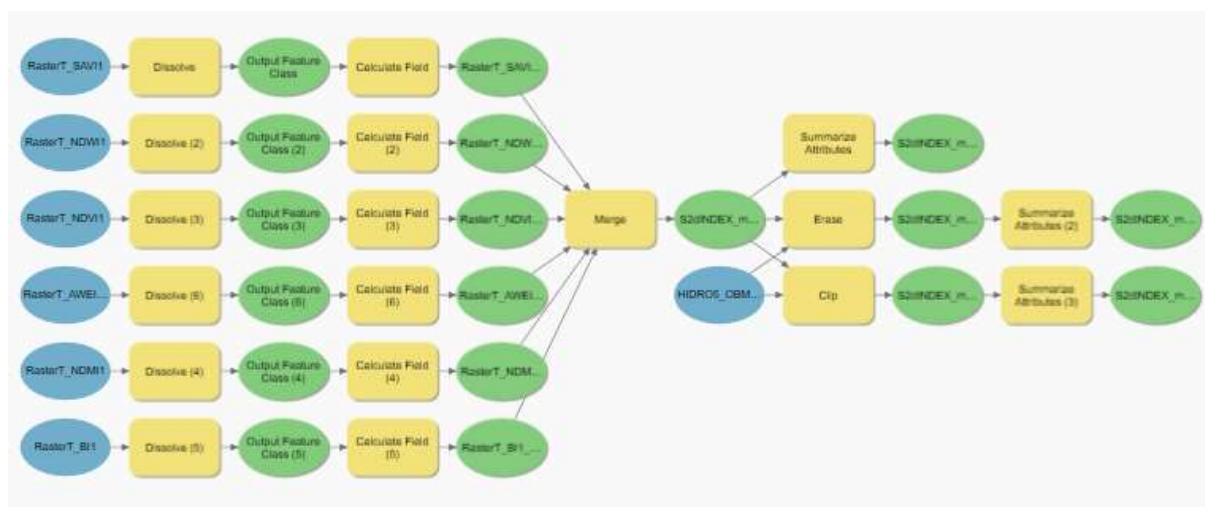 RasterT_SAVI1
Dissolve
Output Feature
Class
Calculate Field
RasterT_SAVI...
RasterT_NDWI1
Dissolve (2)
Output Feature
Class (2)
Calculate Field
(2)
RasterT_NDW...
Summarize
Attributes
S2dINDEX_m...
RasterT_NDVI1
Dissolve (3)
Output Feature
Class (3)
Calculate Field
(3)
RasterT_NDVI...
Merge
S2dINDEX_m...
Erase
S2dINDEX_m...
Summarize
Attributes (2)
S2dINDEX_m...
RasterT_AWEI...
Dissolve (6)
Output Feature
Class (6)
Calculate Field
(6)
RasterT_AWEI...
HIDRO5_OBM...
Clip
S2dINDEX_m...
Summarize
Attributes (3)
S2dINDEX_m...
RasterT_NDMI1
Dissolve (4)
Output Feature
Class (4)
Calculate Field
(4)
RasterT_NDM...
RasterT_BI1
Dissolve (5)
Output Feature
Class (5)
Calculate Field
(5)
RasterT_BI1_...